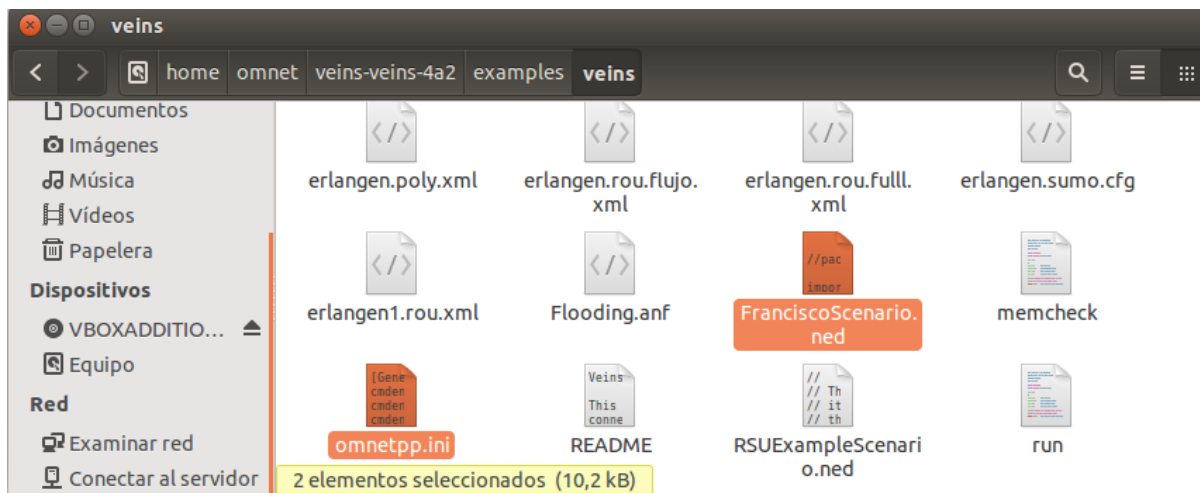 veins
home omnet veins-veins-4a2 examples veins
Documentos
Imágenes
Música
Vídeos
Papelera
Dispositivos
VBOXADDITIO...
Equipo
Red
Examinar red
Conectar al servidor
erlangen.poly.xml
erlangen.rou.flujo.
xml
erlangen.rou.fulll.
xml
erlangen.sumo.cfg
erlangen1.rou.xml
Flooding.anf
//pac
impor
FranciscoScenario.
ned
memcheck
[Gene
cmden
cmden
cmden
omnetpp.ini
Veins
This
conne
README
//
// Th
// it
// th
RSUExampleScenari
o.ned
run
2 elementos seleccionados (10,2 kB)